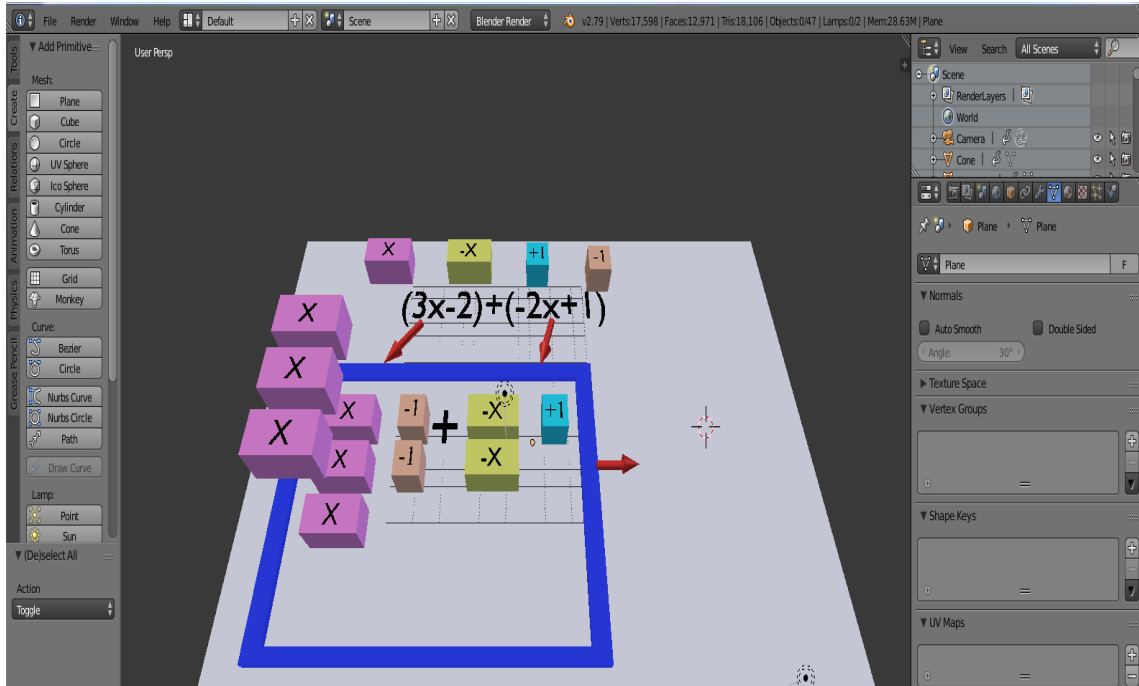 File Render Window Help Default Scene Blender Render v2.79 | Verts:17,598 | Faces:12,971 | Tris:18,106 | Objects:0/47 | Lamps:0/2 | Mem:28.63M | Plane
Tools
Create
Relations
Animation
Physics
Grease Pencil
Add Primitive
Mesh:
Plane
Cube
Circle
UV Sphere
Ico Sphere
Cylinder
Cone
Torus
Grid
Monkey
Curve:
Bezier
Circle
Nurbs Curve
Nurbs Circle
Path
Draw Curve
Lamp:
Point
Sun
(De)select All
Action
Toggle
User Persp
X -X +1 -1
(3x-2)+(-2x+1)
X
X
X -1 + -X +1
X
X -1 -X
X
View Search All Scenes
Scene
RenderLayers |
World
Camera |
Cone |
Plane Plane
Plane F
Normals
Auto Smooth Double Sided
Angle: 30°
Texture Space
Vertex Groups
Shape Keys
UV Maps